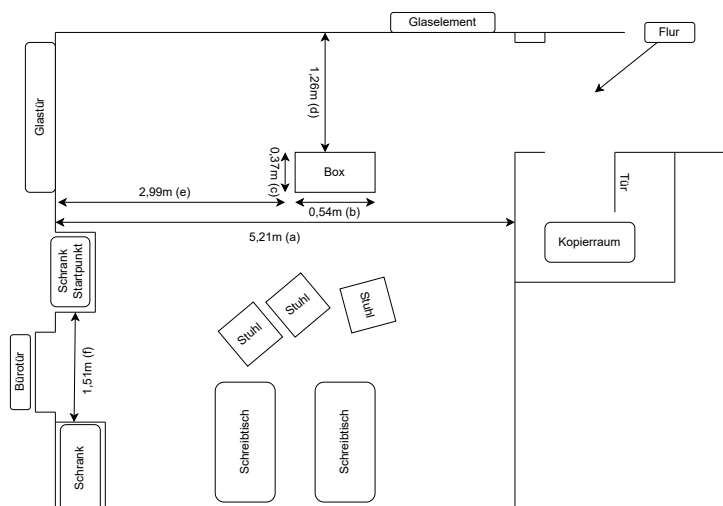 Glaselement
Flur
Glastür
1,26m (d)
0,37m (c)
Box
2,99m (e)
0,54m (b)
5,21m (a)
Tür
Kopierraum
Schrank
Startpunkt
Stuhl
Stuhl
Stuhl
Bürotür
1,51m (f)
Schreibtisch
Schreibtisch
Schrank